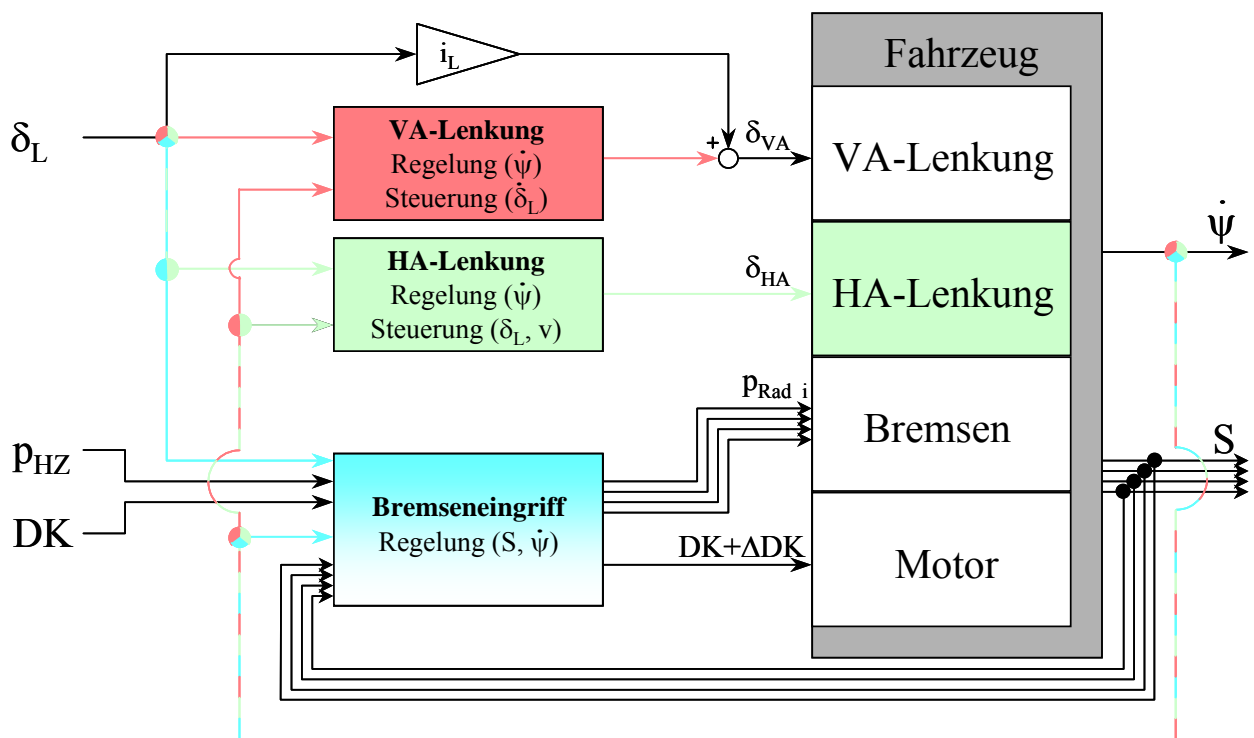 i_L
Fahrzeug
δ_L
VA-Lenkung
Regelung (ψ̇)
Steuerung (δ̇_L)
+
δ_VA
VA-Lenkung
HA-Lenkung
Regelung (ψ̇)
Steuerung (δ_L, v)
δ_HA
HA-Lenkung
ψ̇
p_Rad i
Bremsen
S
p_HZ
DK
Bremseneingriff
Regelung (S, ψ̇)
DK+ΔDK
Motor